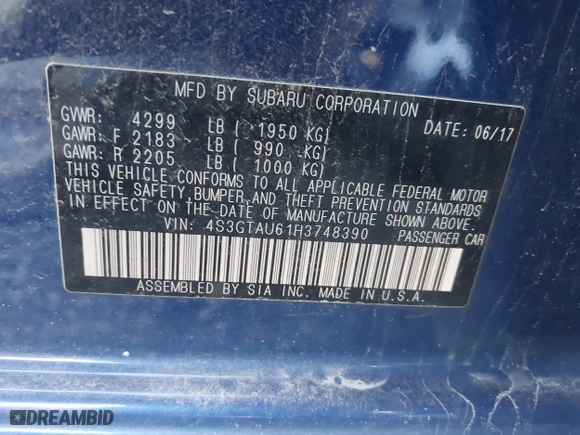 MFD BY SUBARU CORPORATION
GVWR: 4299 LB ( 1950 KG) DATE: 06/17
GAWR: F 2183 LB ( 990 KG)
GAWR: R 2205 LB ( 1000 KG)
THIS VEHICLE CONFORMS TO ALL APPLICABLE FEDERAL MOTOR
VEHICLE SAFETY, BUMPER, AND THEFT PREVENTION STANDARDS
IN EFFECT ON THE DATE OF MANUFACTURE SHOWN ABOVE.
VIN: 4S3GTAU61H3748390 PASSENGER CAR
ASSEMBLED BY SIA INC. MADE IN U.S.A.
DREAMBID